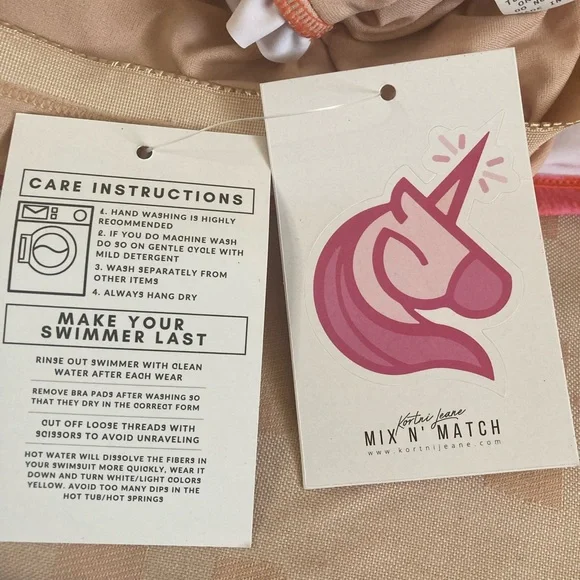 CARE INSTRUCTIONS
1. HAND WASHING IS HIGHLY
RECOMMENDED
2. IF YOU DO MACHINE WASH
DO SO ON GENTLE CYCLE WITH
MILD DETERGENT
3. WASH SEPARATELY FROM
OTHER ITEMS
4. ALWAYS HANG DRY
MAKE YOUR
SWIMMER LAST
RINSE OUT SWIMMER WITH CLEAN
WATER AFTER EACH WEAR
REMOVE BRA PADS AFTER WASHING SO
THAT THEY DRY IN THE CORRECT FORM
CUT OFF LOOSE THREADS WITH
SCISSORS TO AVOID UNRAVELING
HOT WATER WILL DISSOLVE THE FIBERS IN
YOUR SWIMSUIT MORE QUICKLY, WEAR IT
DOWN AND TURN WHITE/LIGHT COLORS
YELLOW. AVOID TOO MANY DIPS IN THE
HOT TUB/HOT SPRINGS
Kortni Jeane
MIX N' MATCH
www.kortnijeane.com